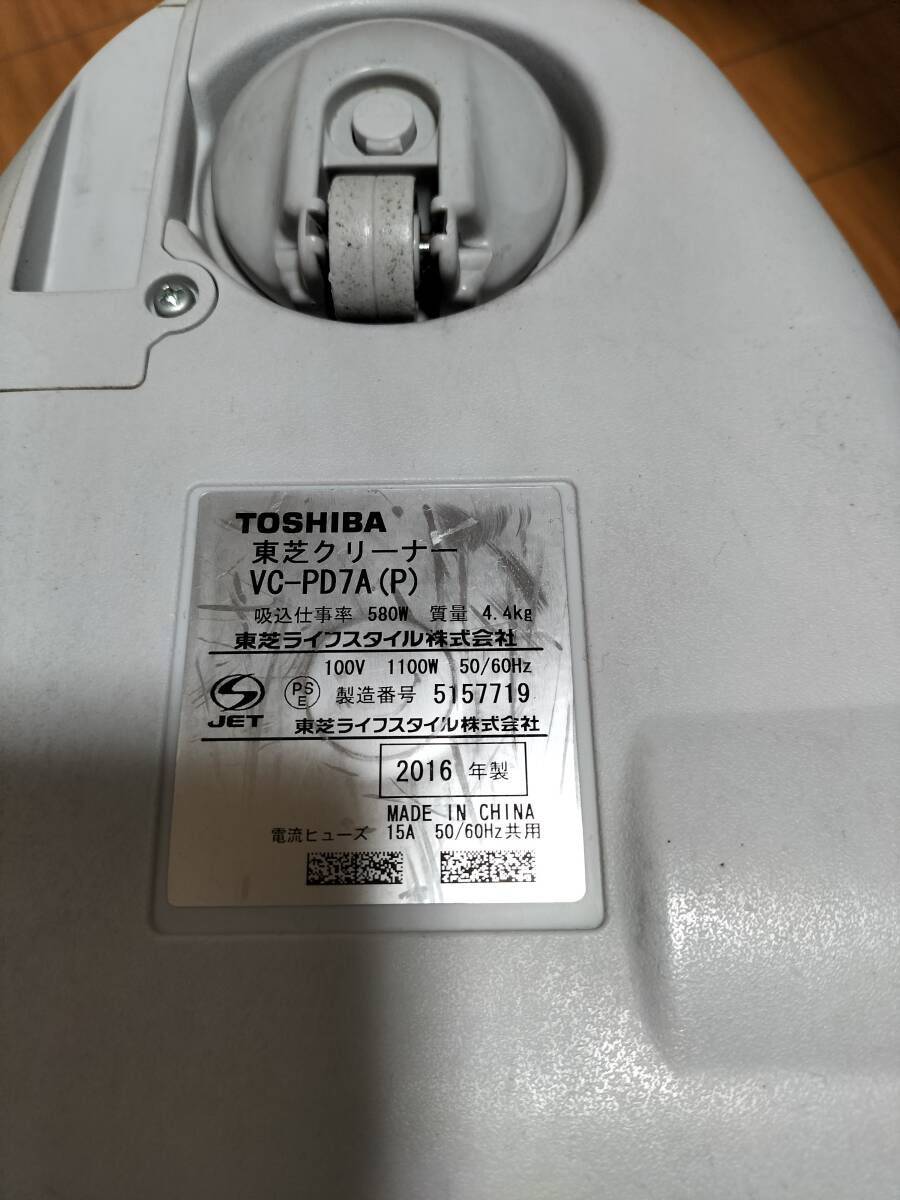 TOSHIBA
東芝クリーナー
VC-PD7A(P)
吸込仕事率 580W 質量 4.4kg
東芝ライフスタイル株式会社
100V 1100W 50/60Hz
JET PSE 製造番号 5157719
東芝ライフスタイル株式会社
2016 年製
MADE IN CHINA
電流ヒューズ 15A 50/60Hz共用